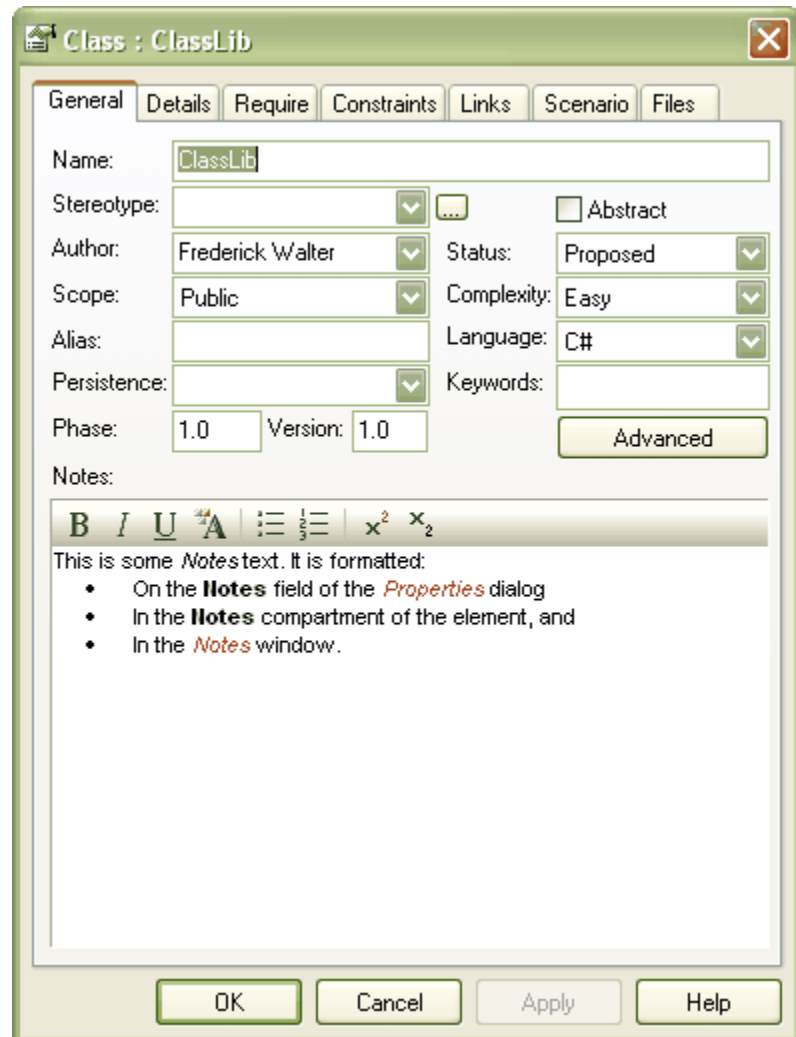 Class : ClassLib
General Details Require Constraints Links Scenario Files
Name: ClassLib
Stereotype: ... Abstract
Author: Frederick Walter Status: Proposed
Scope: Public Complexity: Easy
Alias: Language: C#
Persistence: Keywords:
Phase: 1.0 Version: 1.0 Advanced
Notes:
B I U A x² x₂
This is some Notes text. It is formatted:
• On the Notes field of the Properties dialog
• In the Notes compartment of the element, and
• In the Notes window.
OK Cancel Apply Help